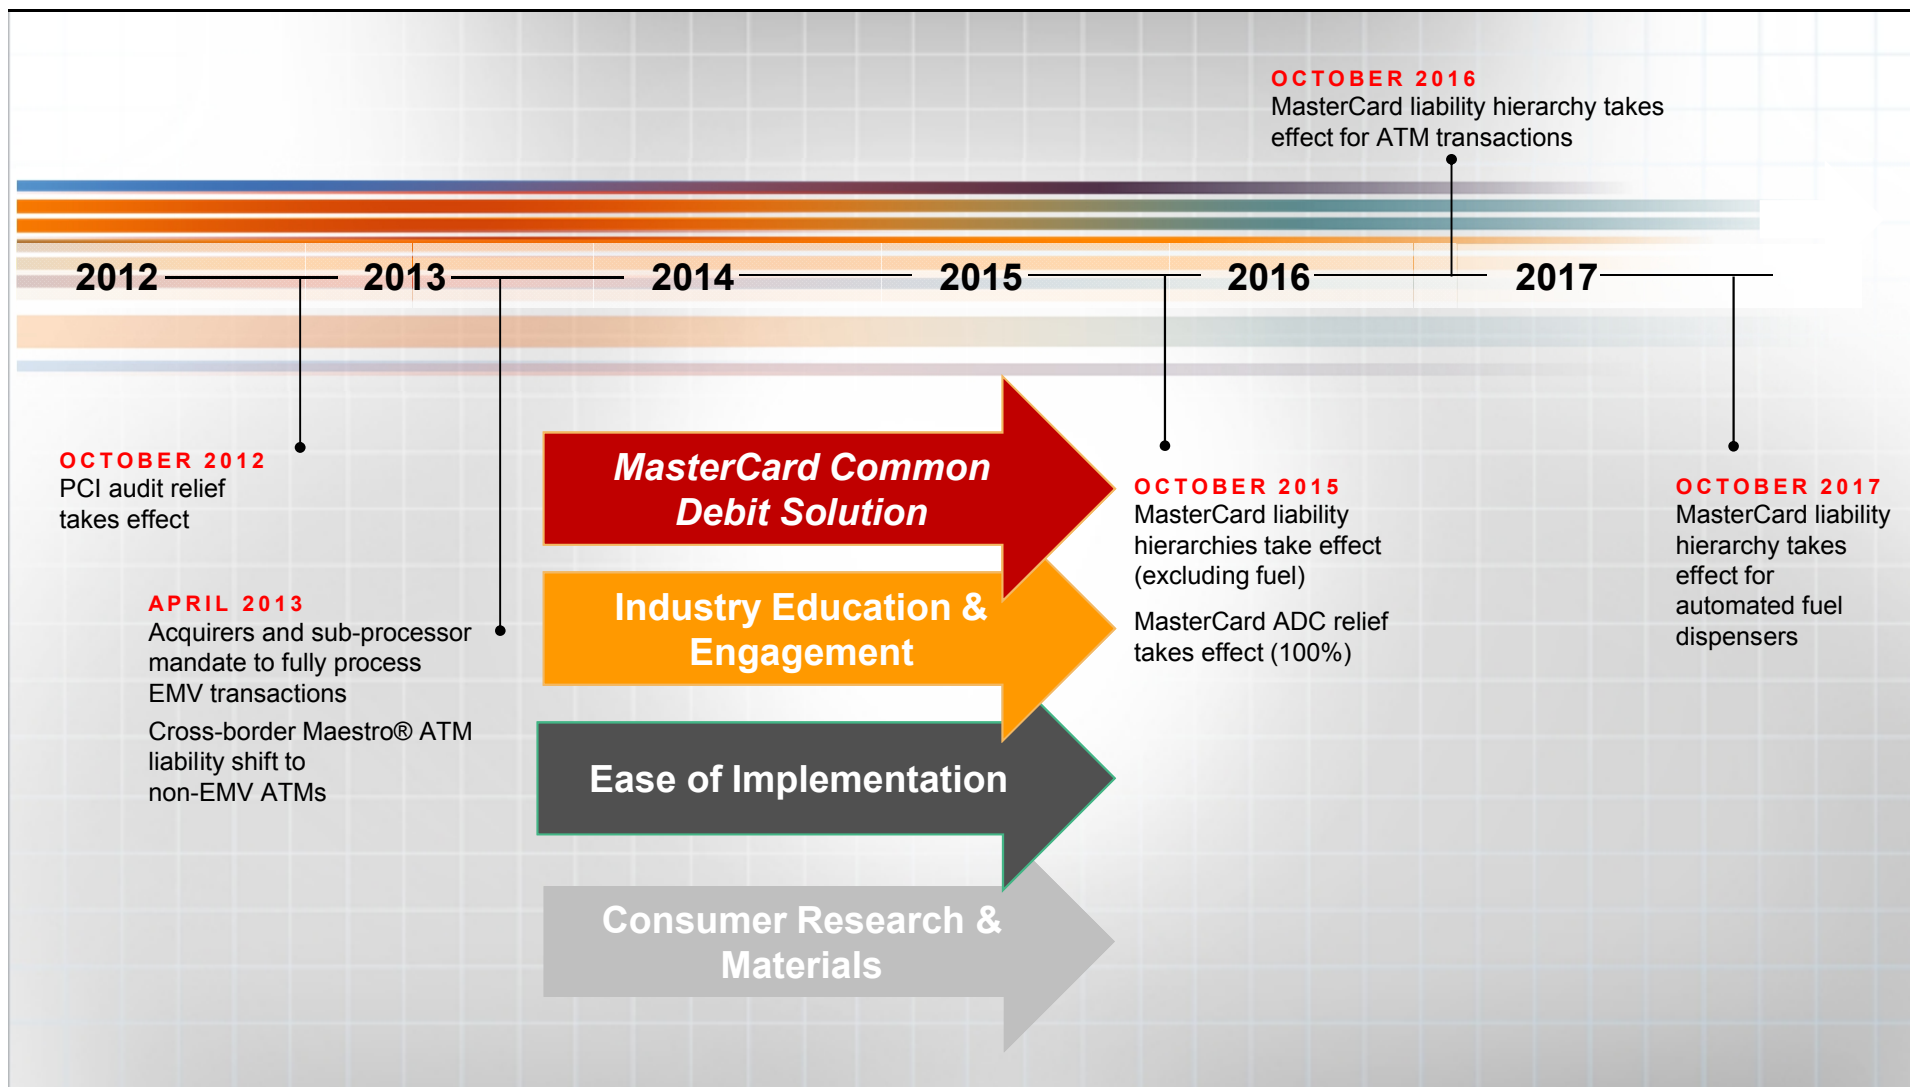 OCTOBER 2016
MasterCard liability hierarchy takes
effect for ATM transactions
2012
2013
2014
2015
2016
2017
OCTOBER 2012
PCI audit relief
takes effect
APRIL 2013
Acquirers and sub-processor
mandate to fully process
EMV transactions
Cross-border Maestro® ATM
liability shift to
non-EMV ATMs
MasterCard Common
Debit Solution
Industry Education &
Engagement
Ease of Implementation
Consumer Research &
Materials
OCTOBER 2015
MasterCard liability
hierarchies take effect
(excluding fuel)
MasterCard ADC relief
takes effect (100%)
OCTOBER 2017
MasterCard liability
hierarchy takes
effect for
automated fuel
dispensers